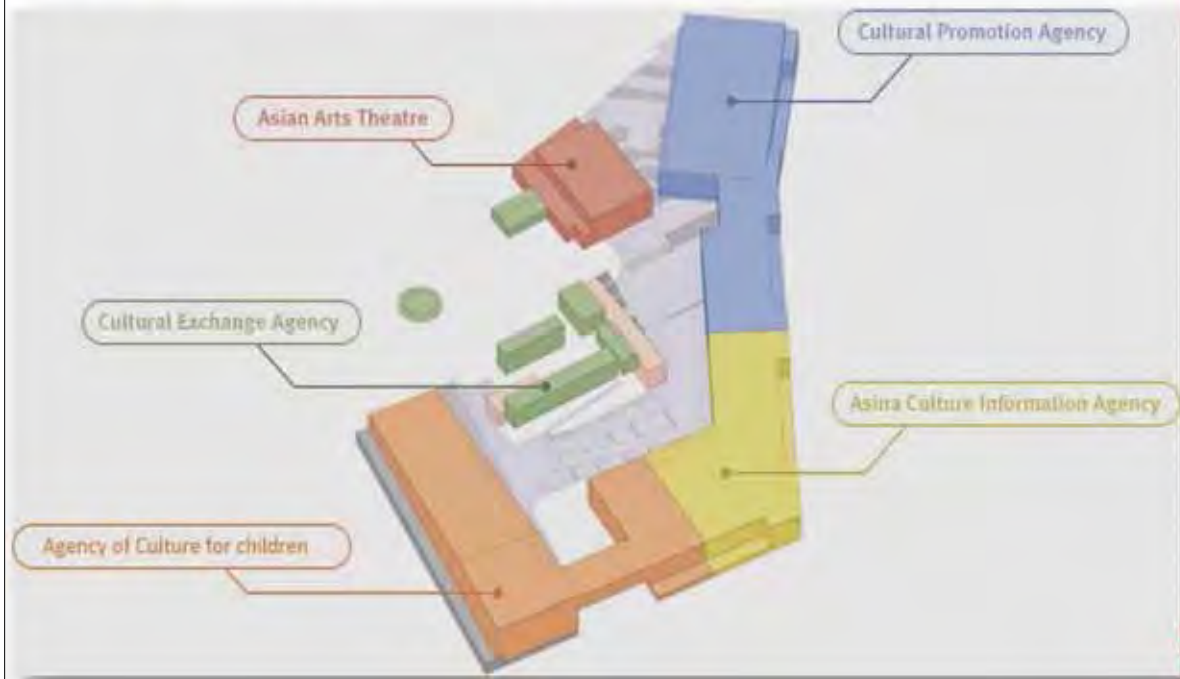 Cultural Promotion Agency
Asian Arts Theatre
Cultural Exchange Agency
Asina Culture Information Agency
Agency of Culture for children